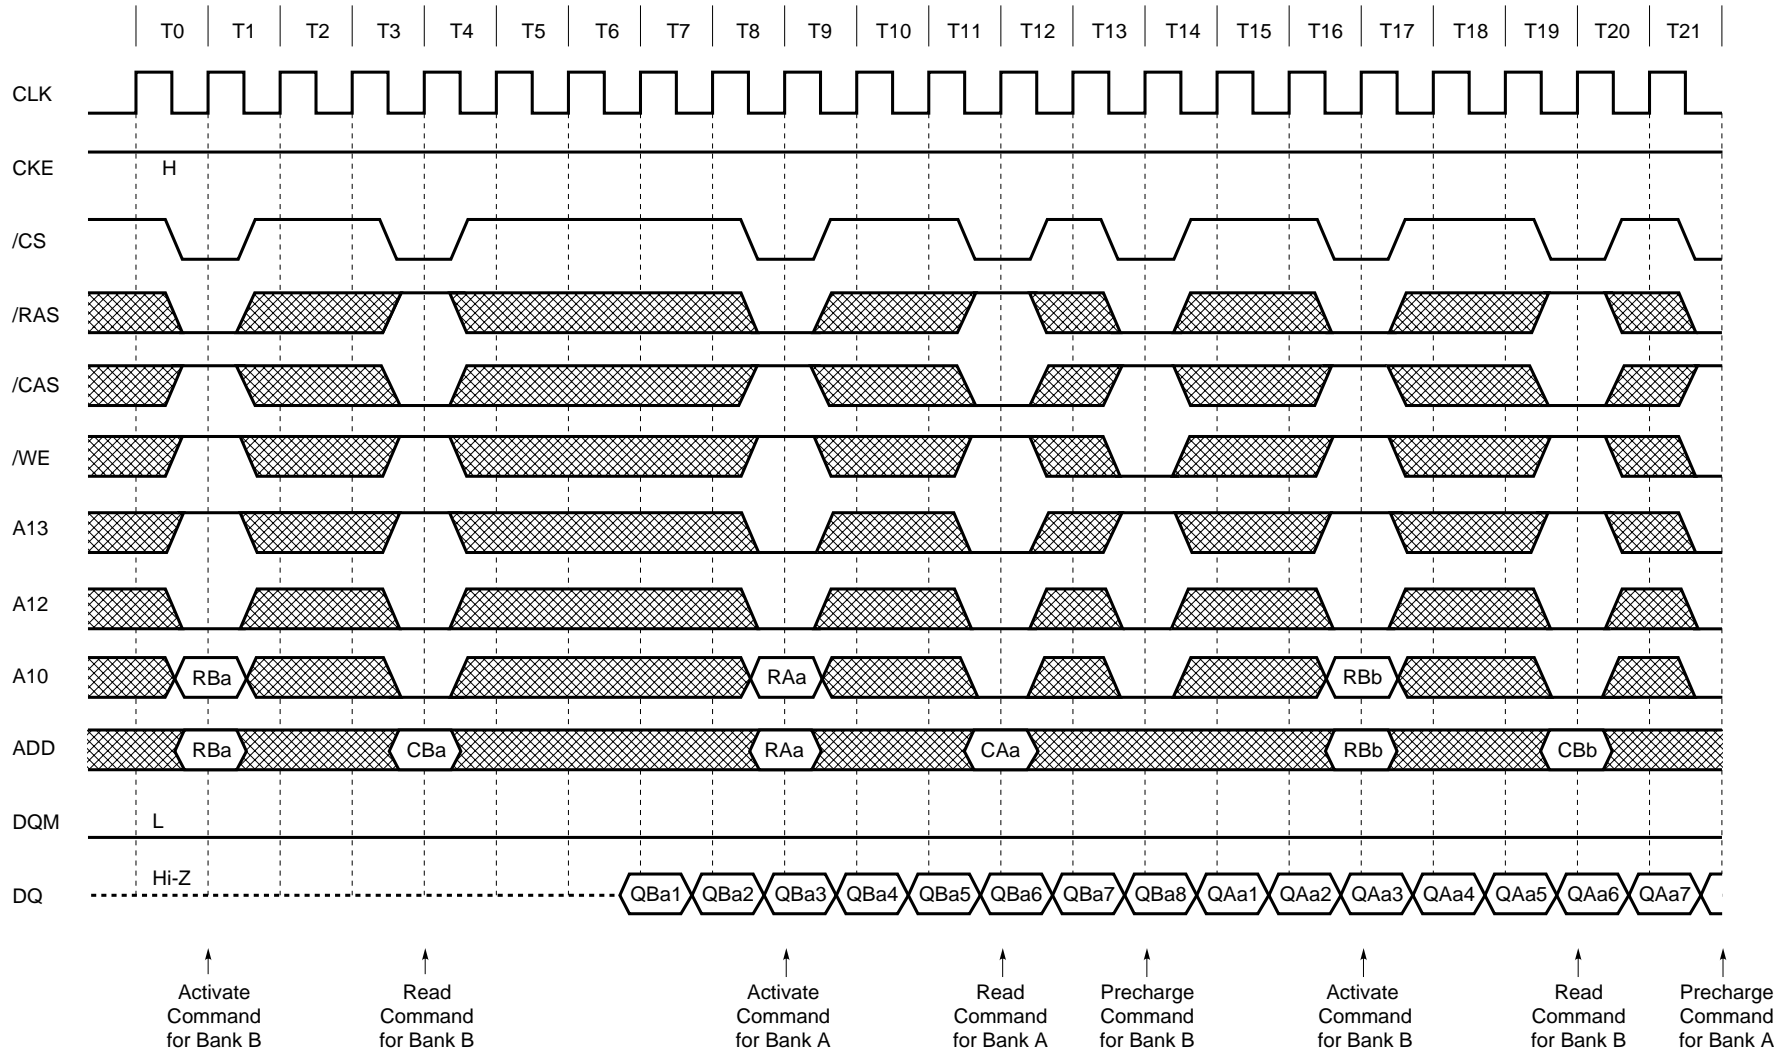 T0 T1 T2 T3 T4 T5 T6 T7 T8 T9 T10 T11 T12 T13 T14 T15 T16 T17 T18 T19 T20 T21
CLK
CKE H
/CS
/RAS
/CAS
/WE
A13
A12
A10 RBa RAa RBb
ADD RBa CBa RAa CAa RBb CBb
DQM L
Hi-Z
DQ QBa1 QBa2 QBa3 QBa4 QBa5 QBa6 QBa7 QBa8 QAa1 QAa2 QAa3 QAa4 QAa5 QAa6 QAa7
Activate
Command
for Bank B
Read
Command
for Bank B
Activate
Command
for Bank A
Read
Command
for Bank A
Precharge
Command
for Bank B
Activate
Command
for Bank B
Read
Command
for Bank B
Precharge
Command
for Bank A